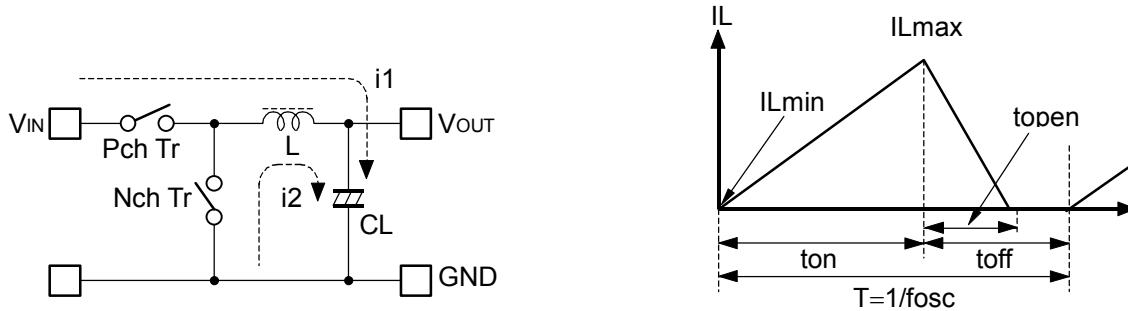 i1
VIN
VOUT
Pch Tr
L
Nch Tr
i2
CL
GND
IL
ILmax
ILmin
topen
ton
toff
T=1/fosc